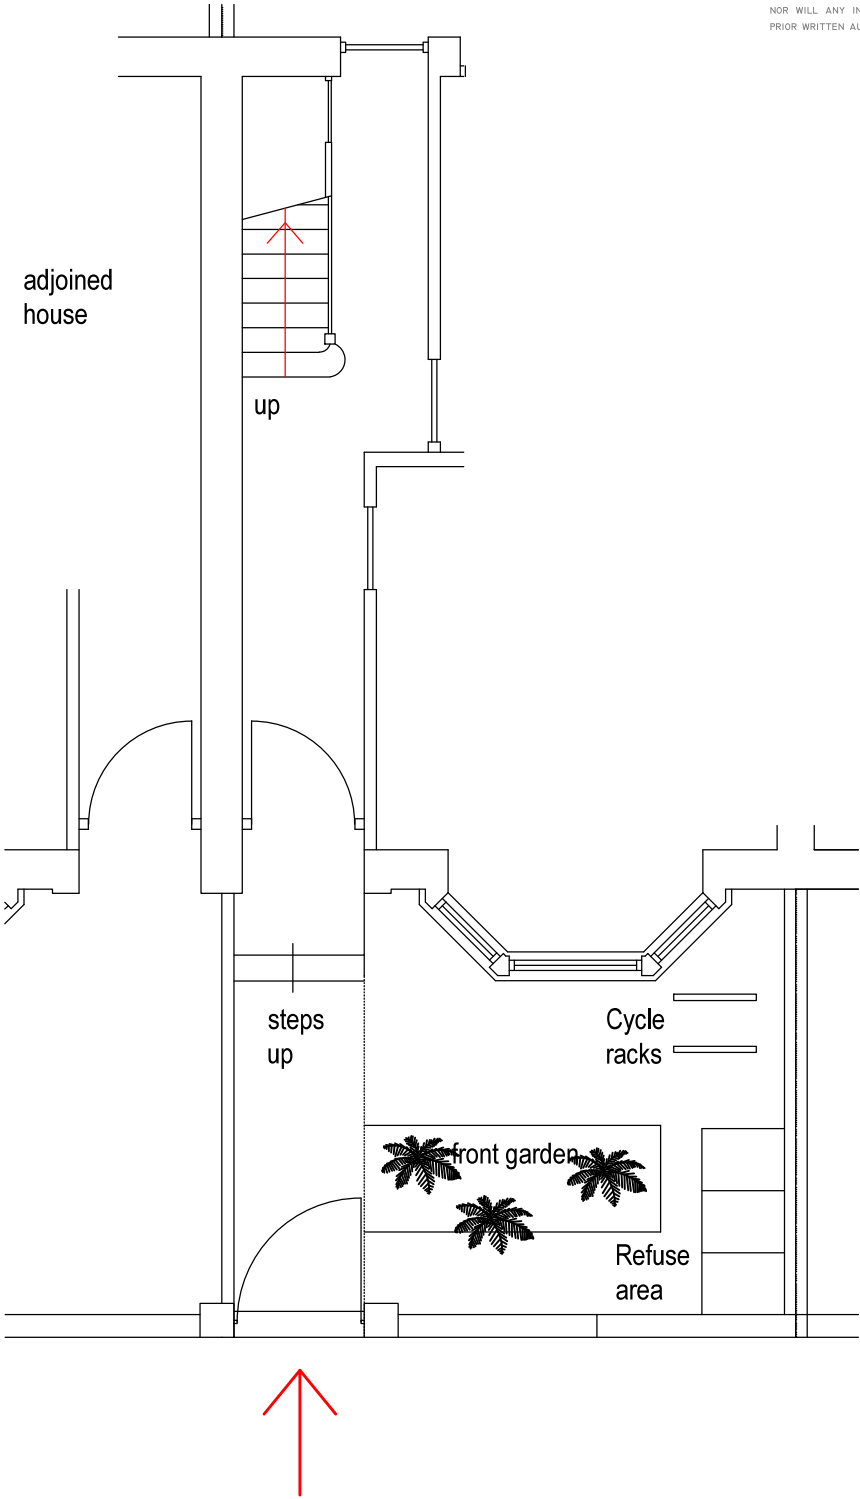 NOR WILL ANY
PRIOR WRITTEN
adjoined
house
up
steps
up
Cycle
racks
front garden
Refuse
area